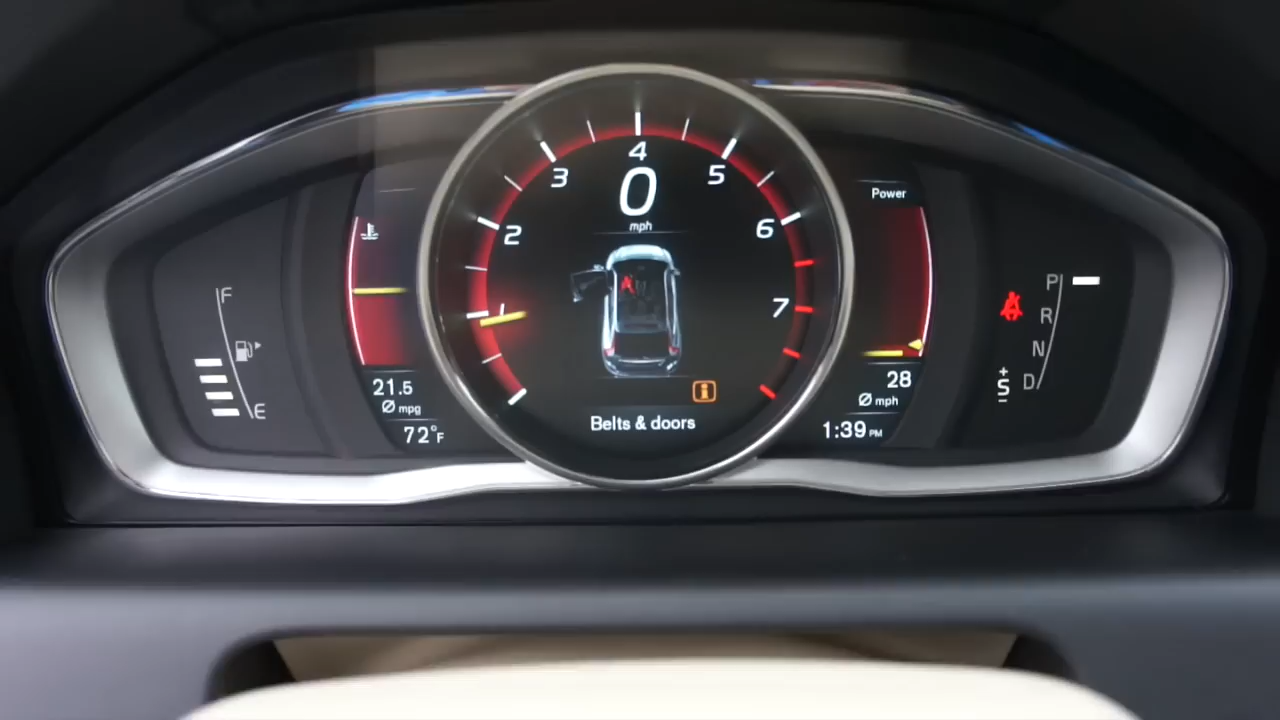 F
E
21.5
Ø mpg
72°F
1
2
3
4
5
6
7
0
mph
i
Belts & doors
Power
28
Ø mph
1:39 PM
P
R
N
D
+
S
-